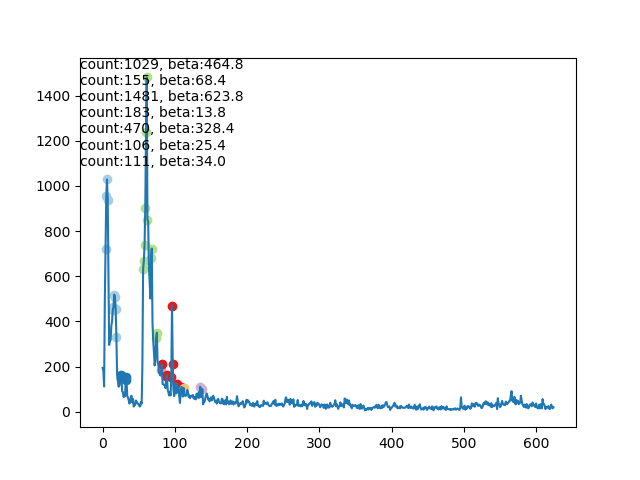 count:1029, beta:464.8
count:155, beta:68.4
count:1481, beta:623.8
count:183, beta:13.8
count:470, beta:328.4
count:106, beta:25.4
count:111, beta:34.0
1400
1200
1000
800
600
400
200
0
0 100 200 300 400 500 600